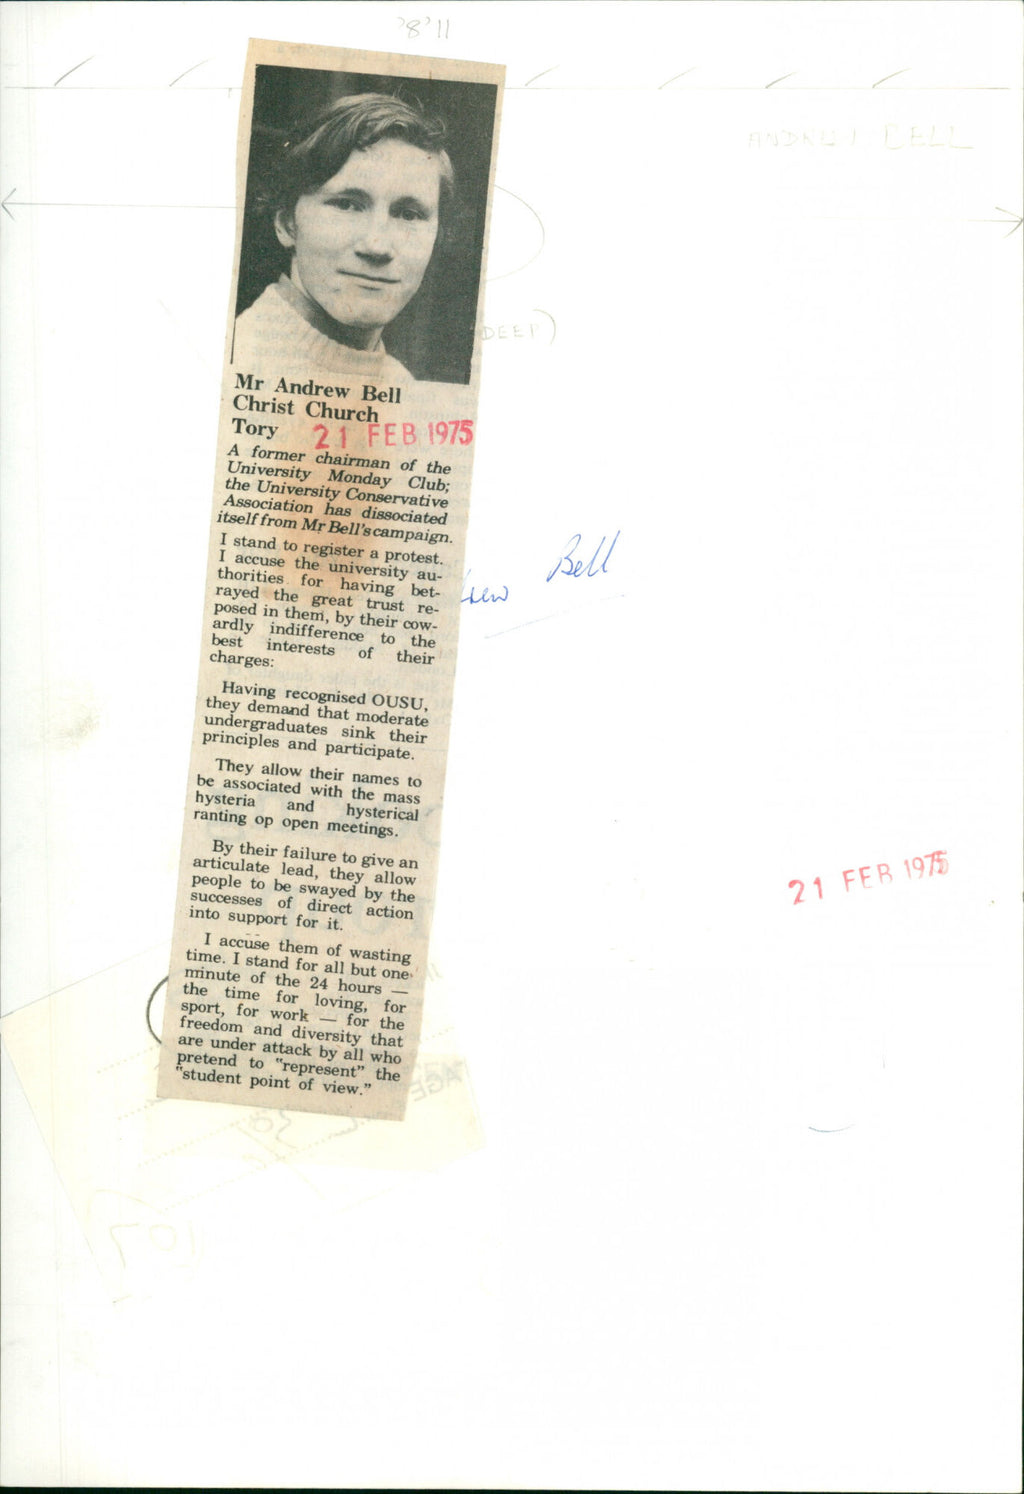 ANDREW BELL
DEEP)
Mr Andrew Bell
Christ Church
Tory
21 FEB 1975
A former chairman of the
University Monday Club;
the University Conservative
Association has dissociated
itself from Mr Bell's campaign.
I stand to register a protest.
I accuse the university au-
thorities for having bet-
rayed the great trust re-
posed in them, by their cow-
ardly indifference to the
best interests of their
charges:
Having recognised OUSU,
they demand that moderate
undergraduates sink their
principles and participate.
They allow their names to
be associated with the mass
hysteria and hysterical
ranting op open meetings.
By their failure to give an
articulate lead, they allow
people to be swayed by the
successes of direct action
into support for it.
I accuse them of wasting
time. I stand for all but one
minute of the 24 hours —
the time for loving, for
sport, for work — for the
freedom and diversity that
are under attack by all who
pretend to "represent" the
"student point of view."
rew Bell
21 FEB 1975